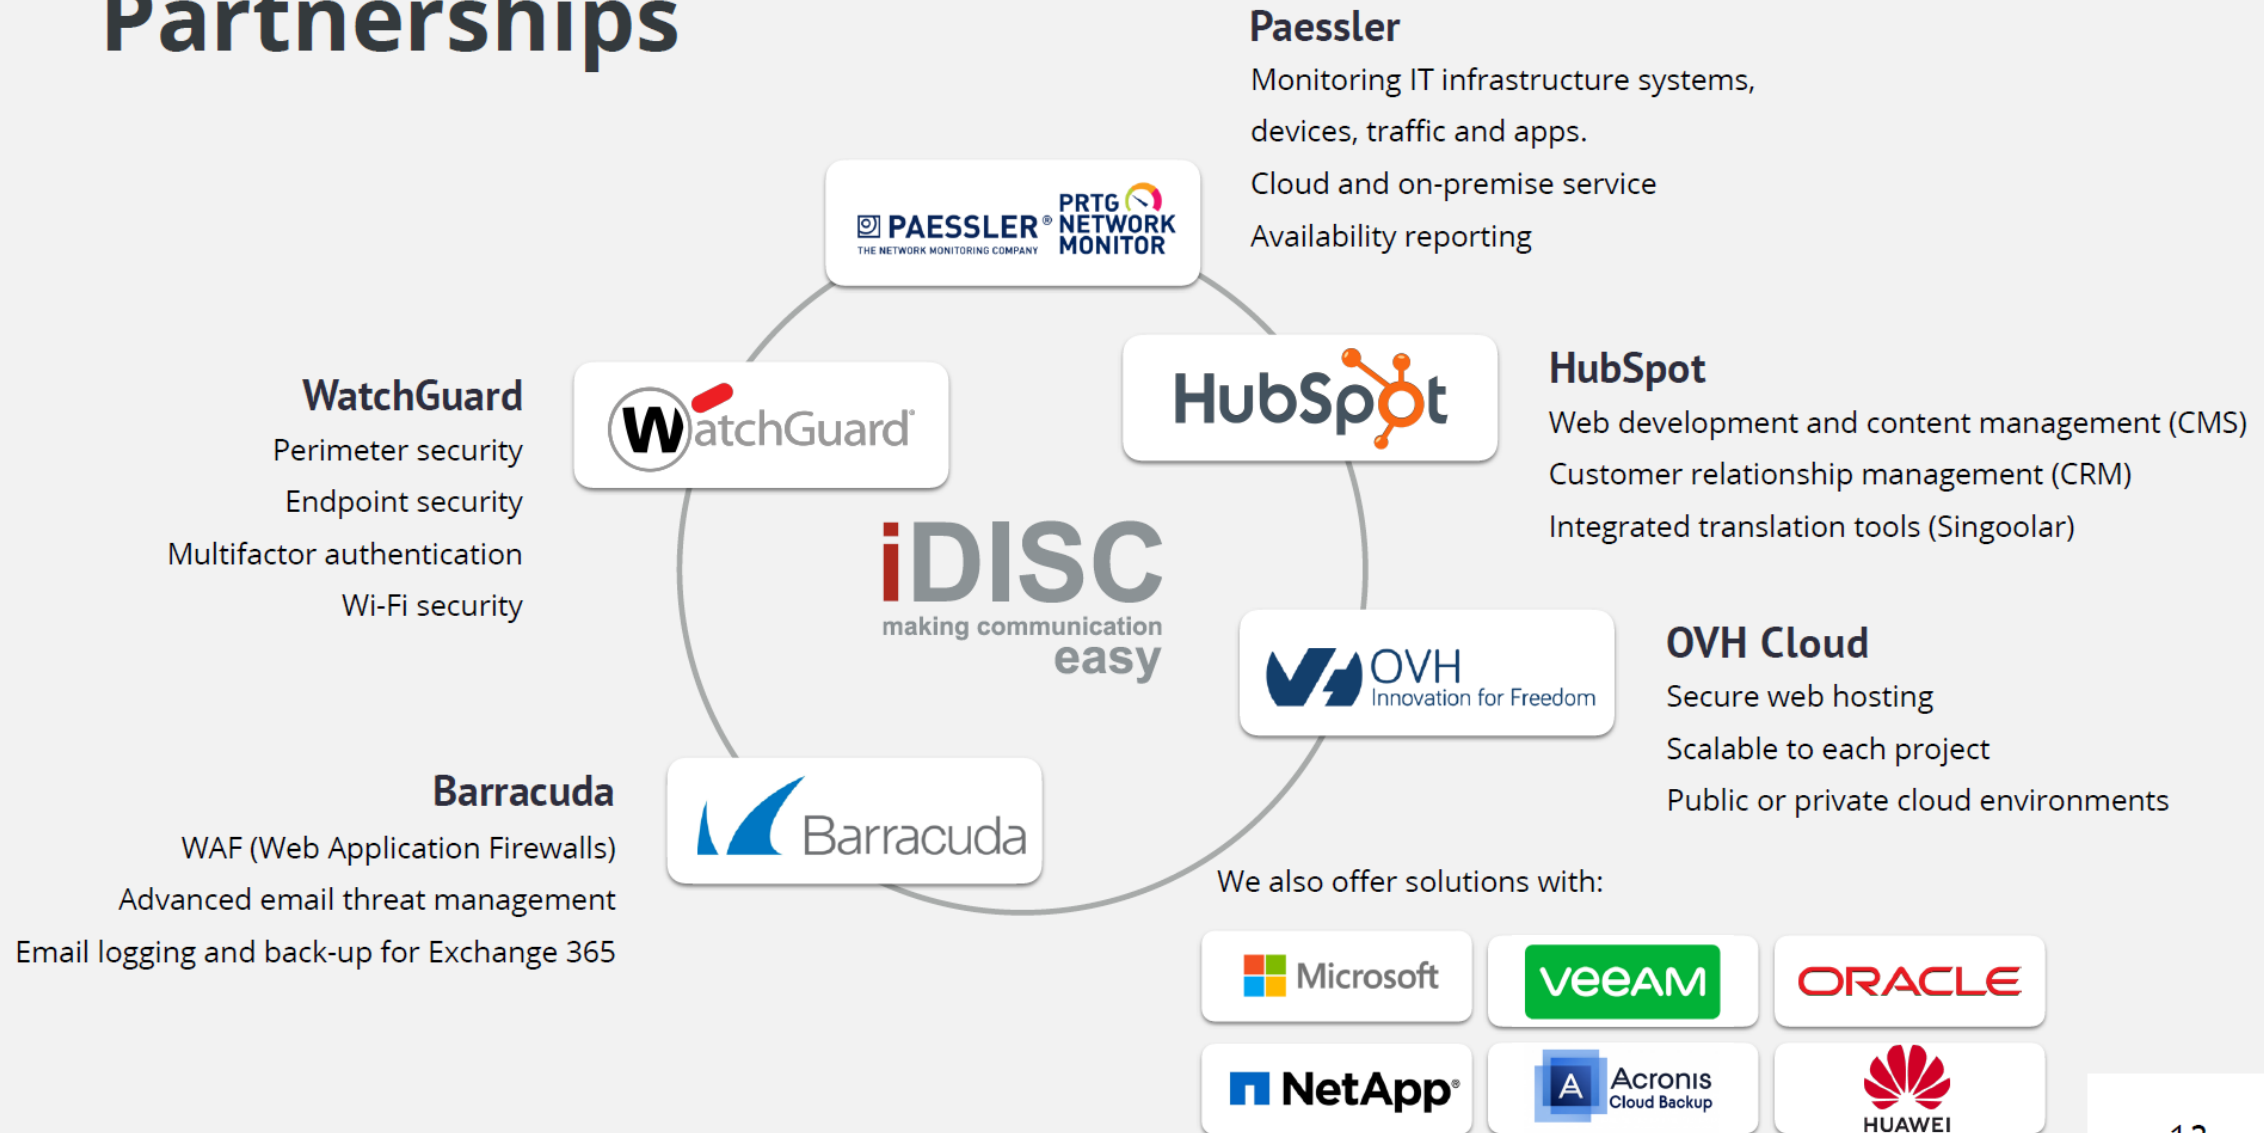 Partnerships
Paessler
Monitoring IT infrastructure systems,
devices, traffic and apps.
Cloud and on-premise service
Availability reporting
PAESSLER®
THE NETWORK MONITORING COMPANY
PRTG
NETWORK
MONITOR
WatchGuard
Perimeter security
Endpoint security
Multifactor authentication
Wi-Fi security
WatchGuard
HubSpot
HubSpot
Web development and content management (CMS)
Customer relationship management (CRM)
Integrated translation tools (Singoolar)
iDISC
making communication
easy
OVH
Innovation for Freedom
OVH Cloud
Secure web hosting
Scalable to each project
Public or private cloud environments
Barracuda
WAF (Web Application Firewalls)
Advanced email threat management
Email logging and back-up for Exchange 365
Barracuda
We also offer solutions with:
Microsoft
veeAM
ORACLE
NetApp®
A
Acronis
Cloud Backup
HUAWEI